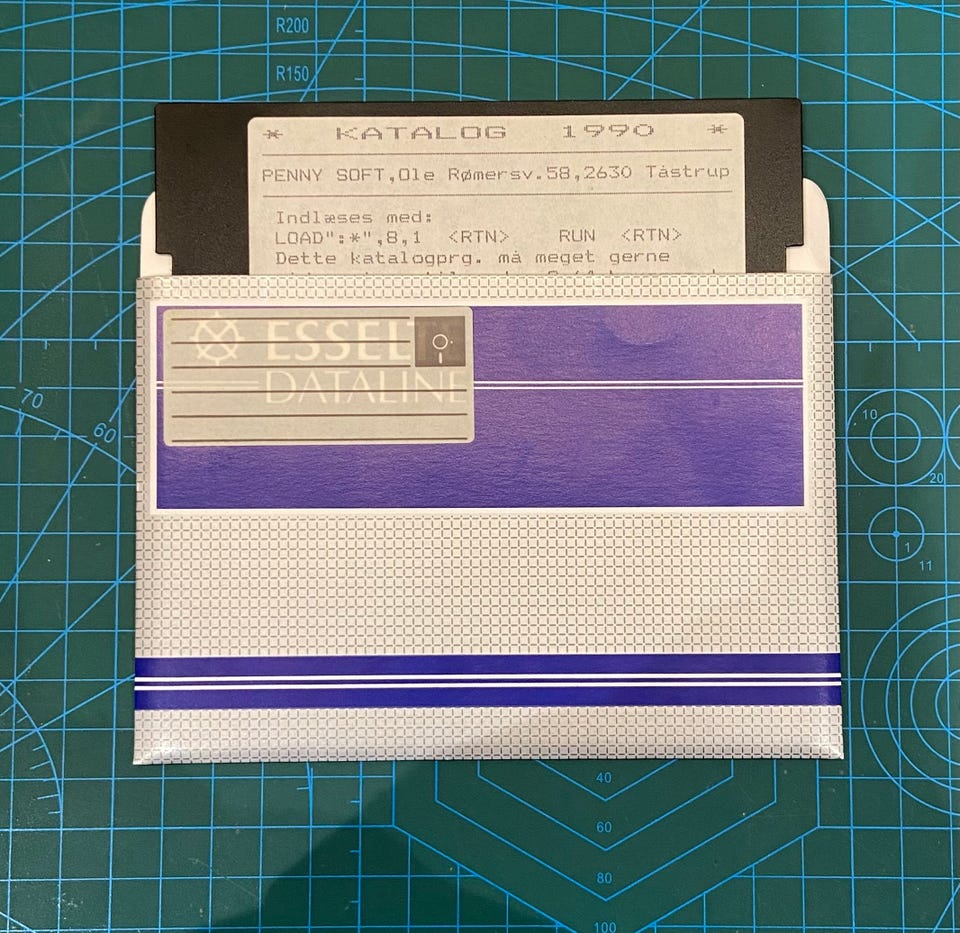 R200
R150
* KATALOG 1990 *
PENNY SOFT,Ole Rømersv.58,2630 Tåstrup
Indlæses med:
LOAD":*",8,1 <RTN> RUN <RTN>
Dette katalogprg. må meget gerne
ESSELTE
DATALINE
70
60
10
20
1
11
40
60
80
100